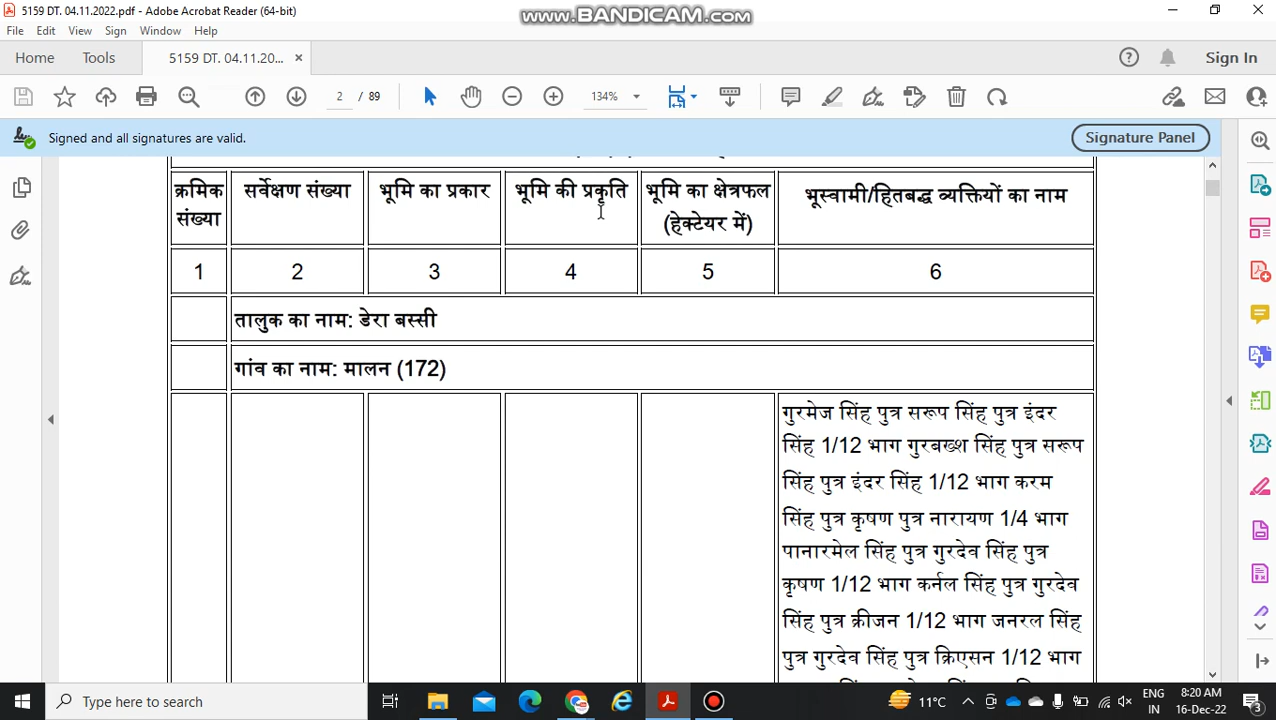 5159 DT. 04.11.2022.pdf - Adobe Acrobat Reader (64-bit)
www.BANDICAM.com
File Edit View Sign Window Help
Home Tools 5159 DT. 04.11.20... × Sign In
2 / 89 134%
Signed and all signatures are valid.
Signature Panel
क्रमिक संख्या
सर्वेक्षण संख्या
भूमि का प्रकार
भूमि की प्रकृति
भूमि का क्षेत्रफल
(हेक्टेयर में)
भूस्वामी/हितबद्ध व्यक्तियों का नाम
1 2 3 4 5 6
तालुक का नाम: डेरा बस्सी
गांव का नाम: मालन (172)
गुरमेज सिंह पुत्र सरूप सिंह पुत्र इंदर
सिंह 1/12 भाग गुरबख्श सिंह पुत्र सरूप
सिंह पुत्र इंदर सिंह 1/12 भाग करम
सिंह पुत्र कृषण पुत्र नारायण 1/4 भाग
पानारमेल सिंह पुत्र गुरदेव सिंह पुत्र
कृषण 1/12 भाग कर्नल सिंह पुत्र गुरदेव
सिंह पुत्र क्रीजन 1/12 भाग जनरल सिंह
पुत्र गुरदेव सिंह पुत्र क्रिएसन 1/12 भाग
Type here to search
11°C
ENG
IN
8:20 AM
16-Dec-22
3